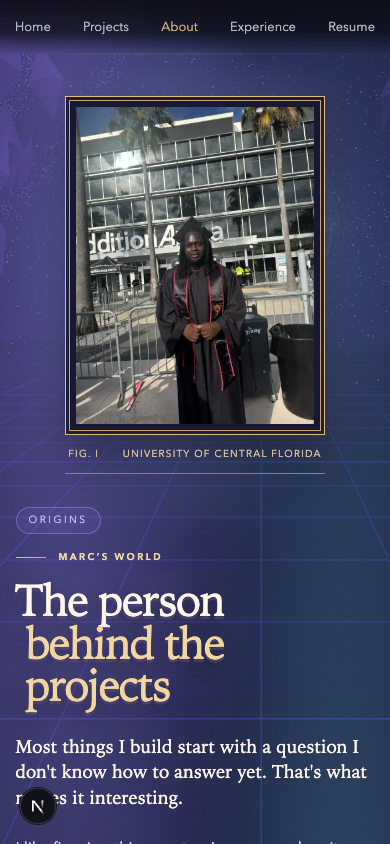 Home Projects About Experience Resume
dditionA
FIG. I UNIVERSITY OF CENTRAL FLORIDA
ORIGINS
MARC'S WORLD
The person
behind the
projects
Most things I build start with a question I
don't know how to answer yet. That's what
it interesting.
N